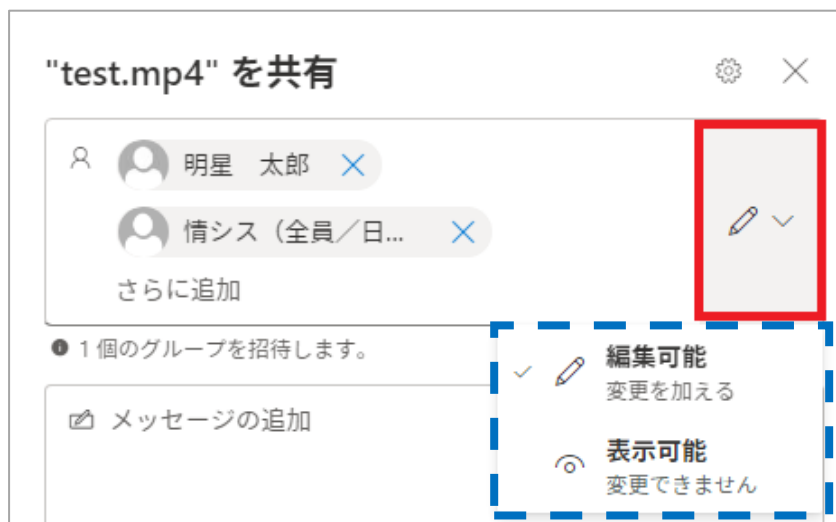 "test.mp4" を共有
明星　太郎
情シス（全員／日...
さらに追加
1 個のグループを招待します。
編集可能
変更を加える
メッセージの追加
表示可能
変更できません